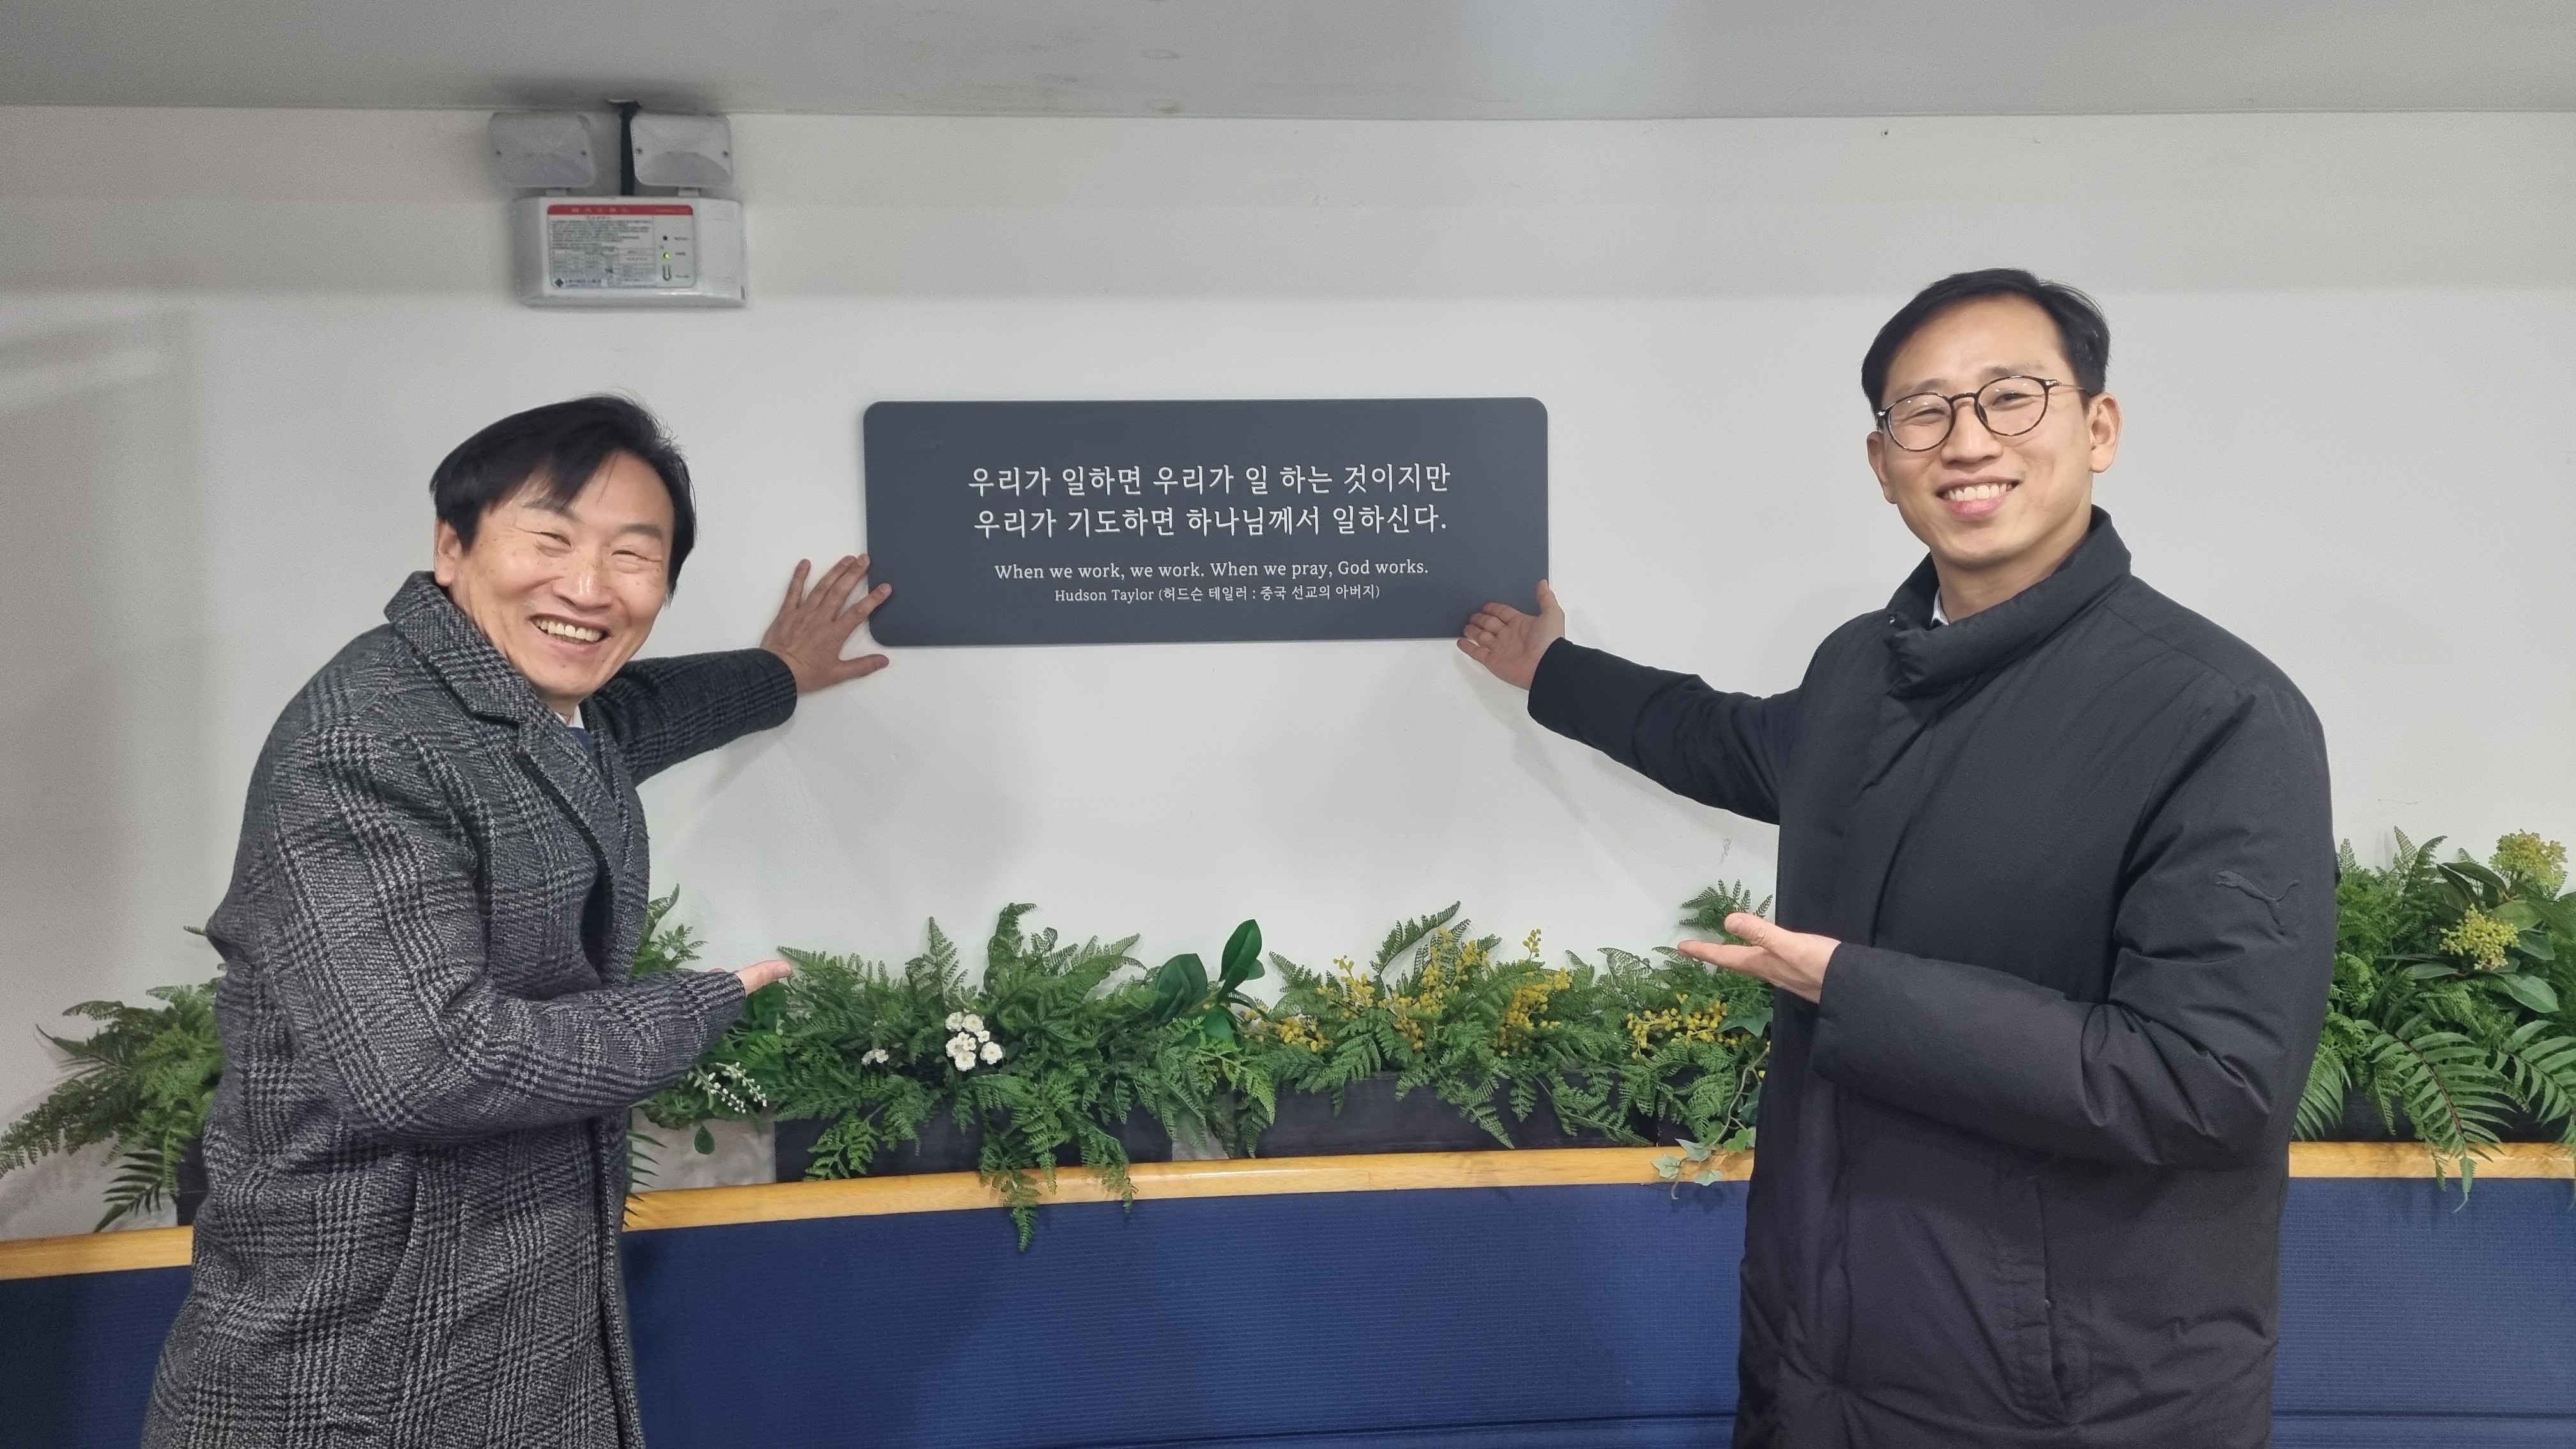 우리가 일하면 우리가 일 하는 것이지만
우리가 기도하면 하나님께서 일하신다.
When we work, we work. When we pray, God works.
Hudson Taylor (허드슨 테일러 : 중국 선교의 아버지)